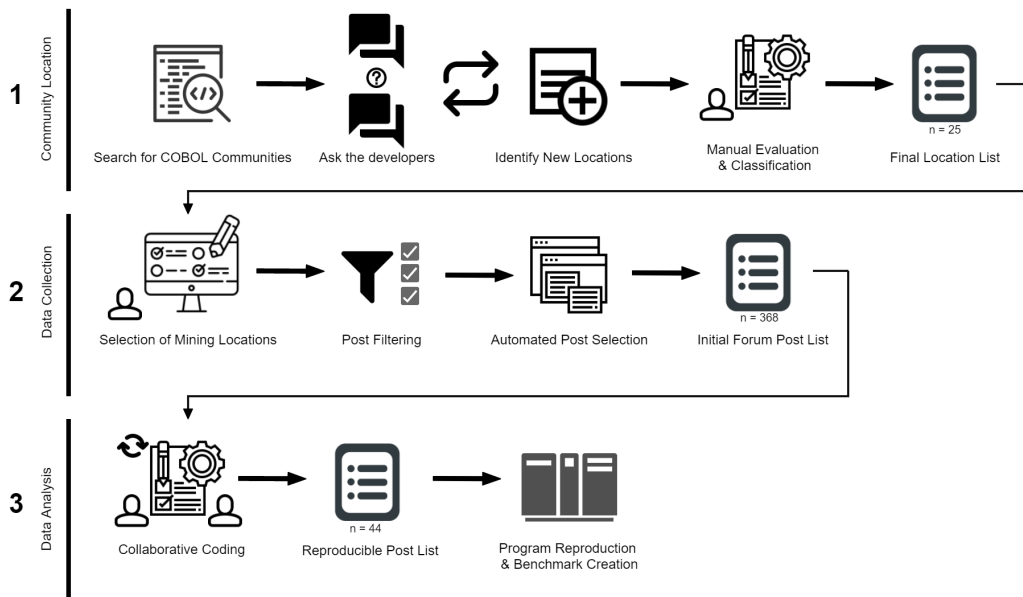 1
Community Location
</>
?
n = 25
Search for COBOL Communities
Ask the developers
Identify New Locations
Manual Evaluation
& Classification
Final Location List
2
Data Collection
n = 368
Selection of Mining Locations
Post Filtering
Automated Post Selection
Initial Forum Post List
3
Data Analysis
n = 44
Collaborative Coding
Reproducible Post List
Program Reproduction
& Benchmark Creation